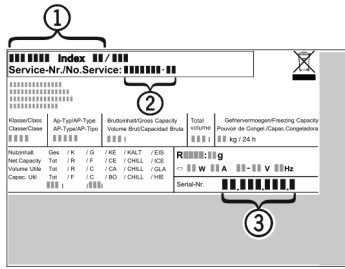 1
Index /
Service-Nr./No.Service: -
2
Klasse/Class Ap-Typ/AP-Type Bruttoinhalt/Gross Capacity Total Gefriervermoegen/Freezing Capacity
Classe/Clase AP-Type/AP-Tipo Volume Brut/Capacidad Bruta volume Pouvoir de Congel./Capac.Congeladora
l l kg / 24 h
Nutzinhalt Ges / K / G / KE / KALT / EIS
Net.Capacity Tot / R / F / CE / CHILL / ICE
Volume Utile Tot / R / C / CA / CHILL / GLA
Capac. Util Tot / F / C / BO / CHILL / HIE
l / l
R : g
W A - V Hz
Serial-Nr. . . .
3